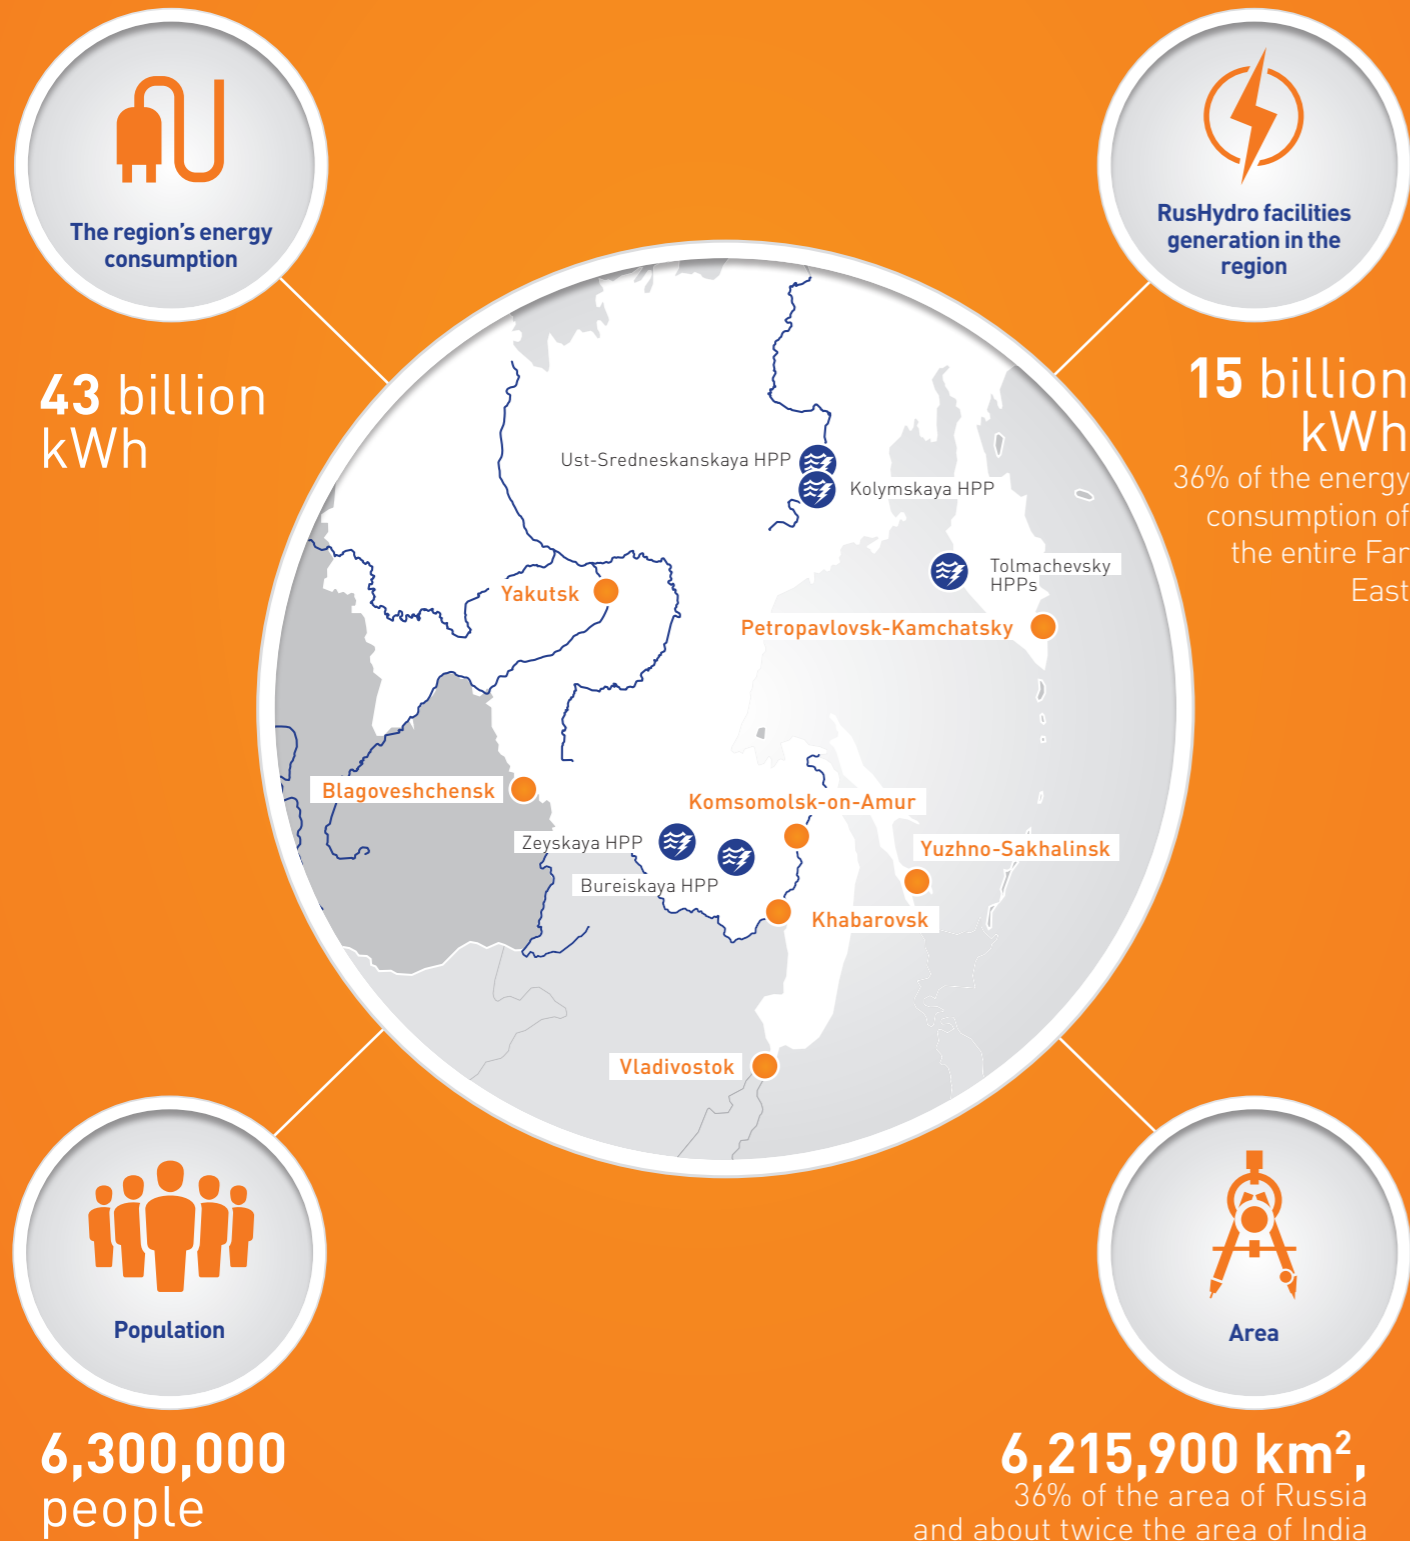 The region's energy
consumption
43 billion
kWh
RusHydro facilities
generation in the
region
15 billion
kWh
36% of the energy
consumption of
the entire Far
East
Ust-Sredneskanskaya HPP
Kolymskaya HPP
Tolmachevsky
HPPs
Yakutsk
Petropavlovsk-Kamchatsky
Blagoveshchensk
Komsomolsk-on-Amur
Zeyskaya HPP
Yuzhno-Sakhalinsk
Bureiskaya HPP
Khabarovsk
Vladivostok
Population
6,300,000
people
Area
6,215,900 km²,
36% of the area of Russia
and about twice the area of India